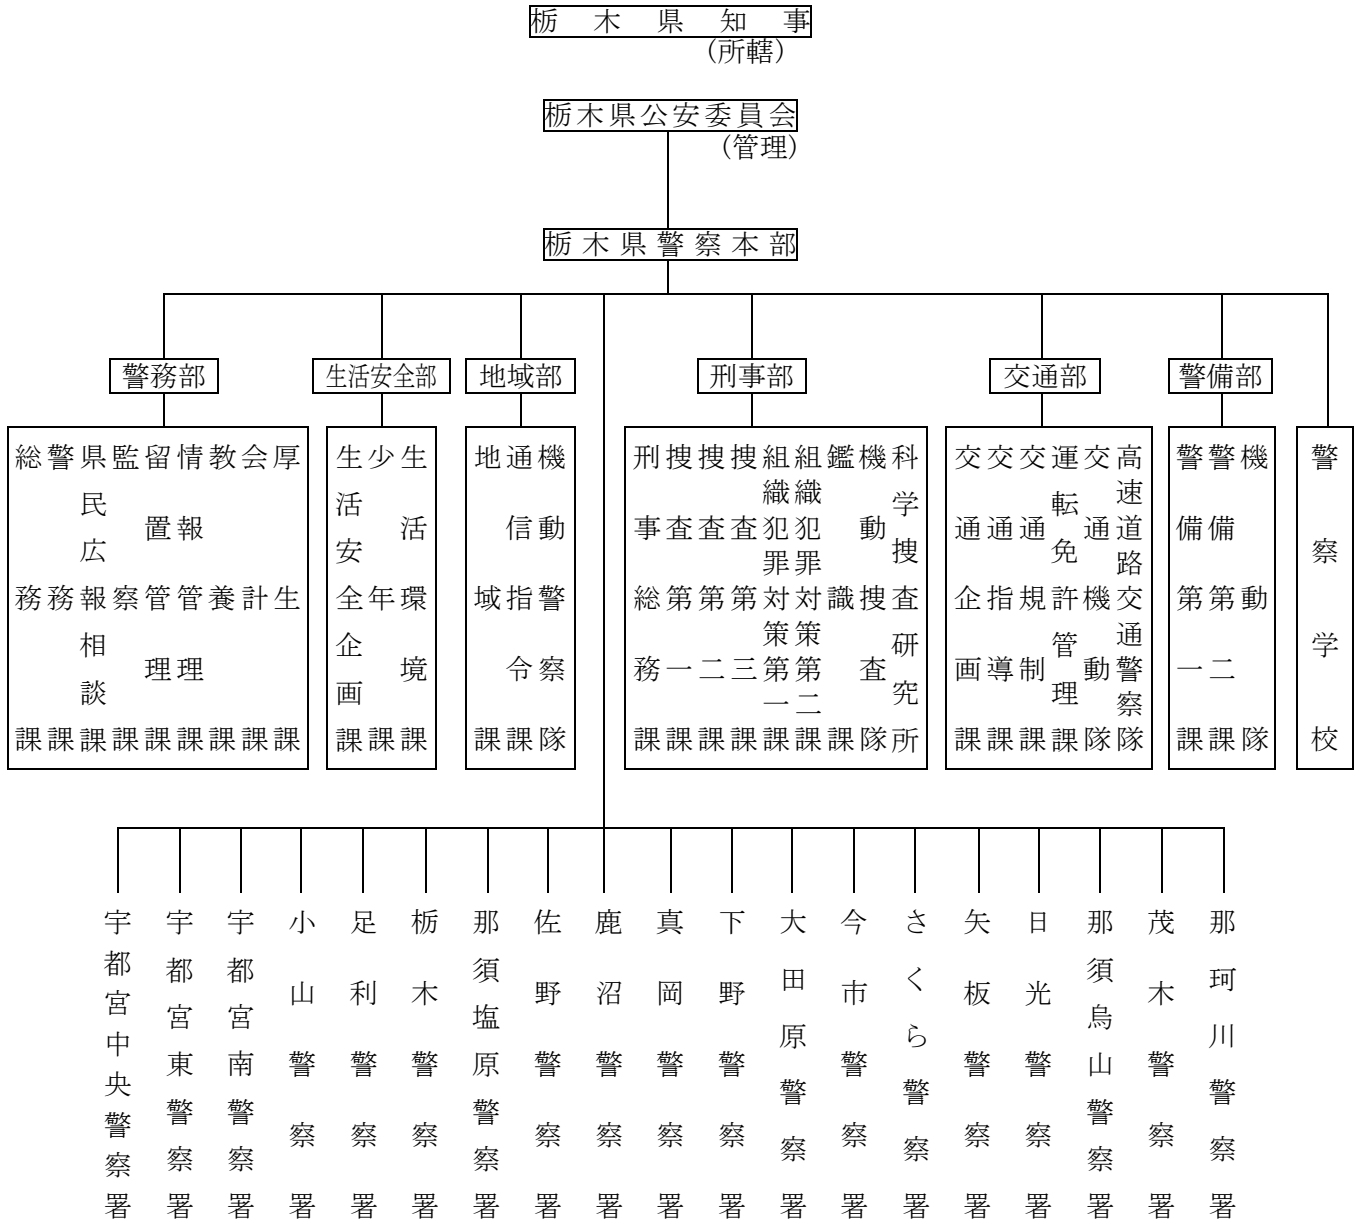 栃木県知事
(所轄)
栃木県公安委員会
(管理)
栃木県警察本部
警務部
総務課
警務課
県民広報相談課
監察課
留置管理課
情報管理課
教養課
会計課
厚生課
生活安全部
生活安全企画課
少年課
生活環境課
地域部
地域課
通信指令課
機動警察隊
刑事部
刑事総務課
捜査第一課
捜査第二課
捜査第三課
組織犯罪対策第一課
組織犯罪対策第二課
鑑識課
機動捜査隊
科学捜査研究所
交通部
交通企画課
交通指導課
交通規制課
運転免許管理課
交通機動隊
高速道路交通警察隊
警備部
警備第一課
警備第二課
機動隊
警察学校
宇都宮中央警察署
宇都宮東警察署
宇都宮南警察署
小山警察署
足利警察署
栃木警察署
那須塩原警察署
佐野警察署
鹿沼警察署
真岡警察署
下野警察署
大田原警察署
今市警察署
さくら警察署
矢板警察署
日光警察署
那須烏山警察署
茂木警察署
那珂川警察署